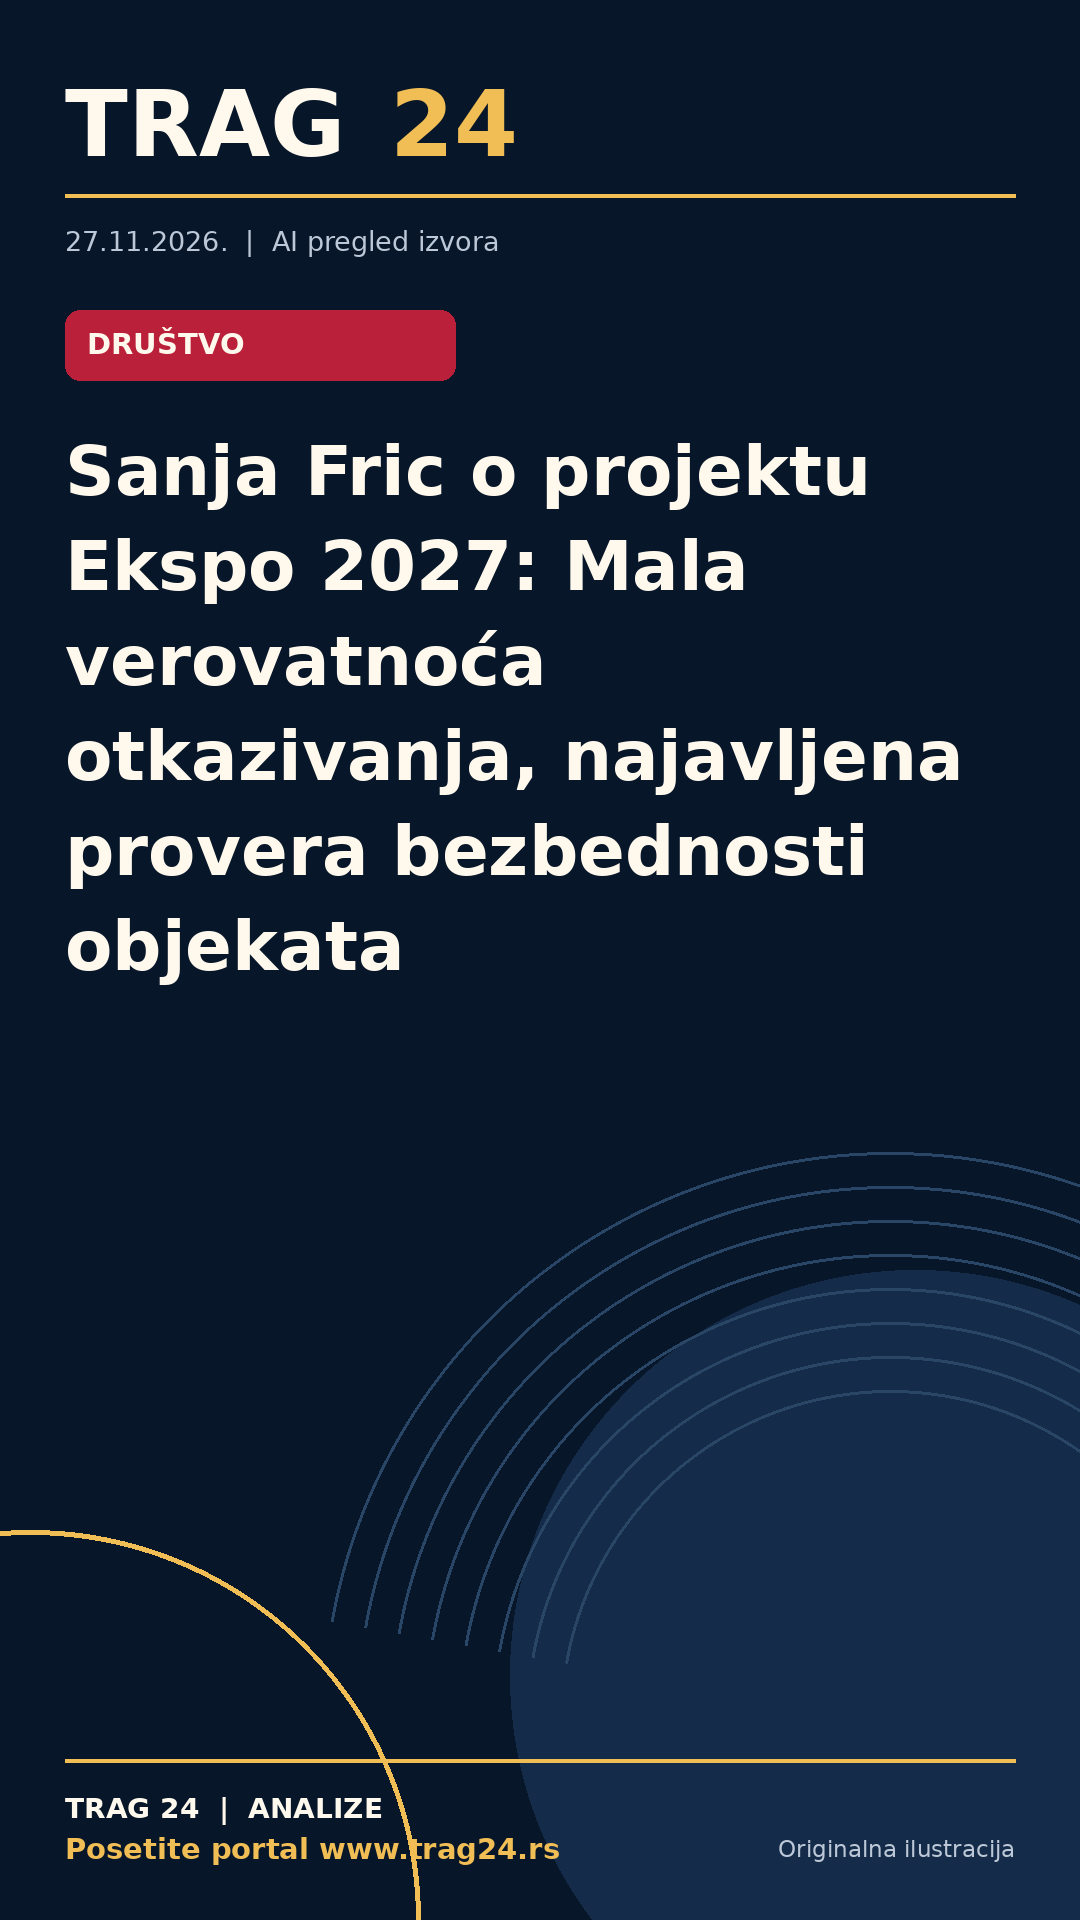 TRAG 24
27.11.2026. | AI pregled izvora
DRUŠTVO
Sanja Fric o projektu
Ekspo 2027: Mala
verovatnoća
otkazivanja, najavljena
provera bezbednosti
objekata
TRAG 24 | ANALIZE
Posetite portal www.trag24.rs
Originalna ilustracija